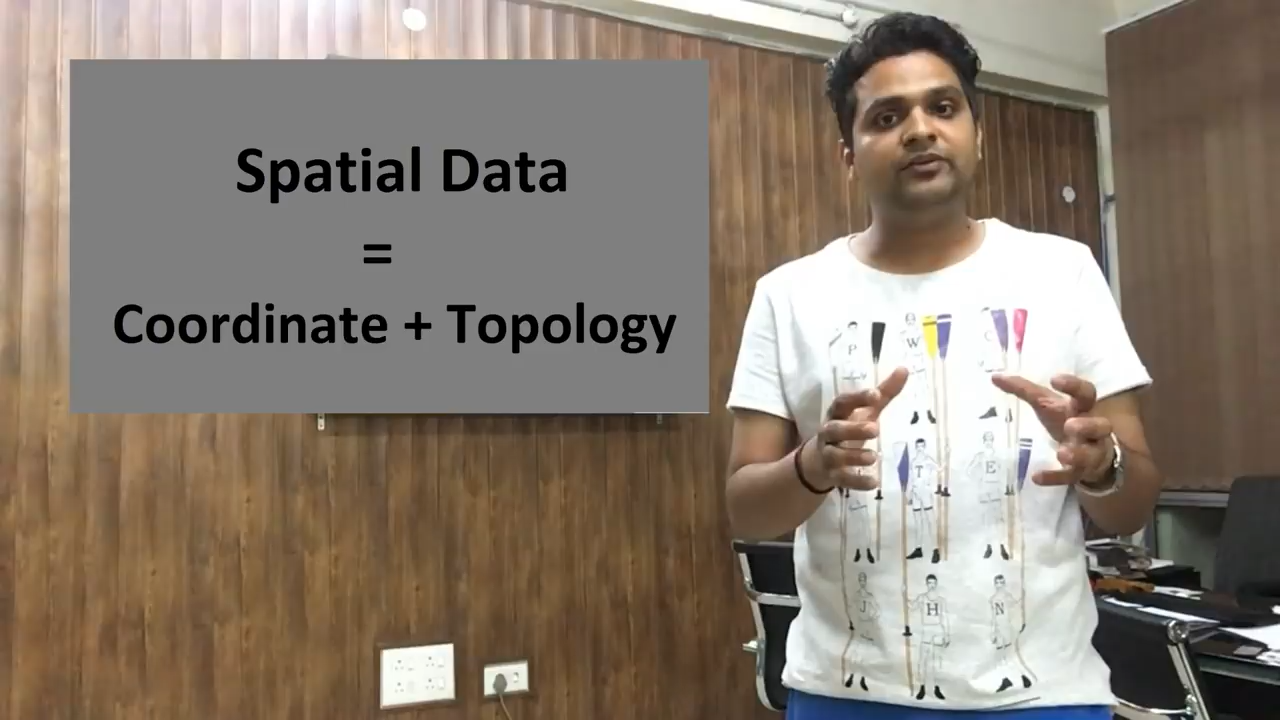 Spatial Data
=
Coordinate + Topology
P W C
T E
J H N